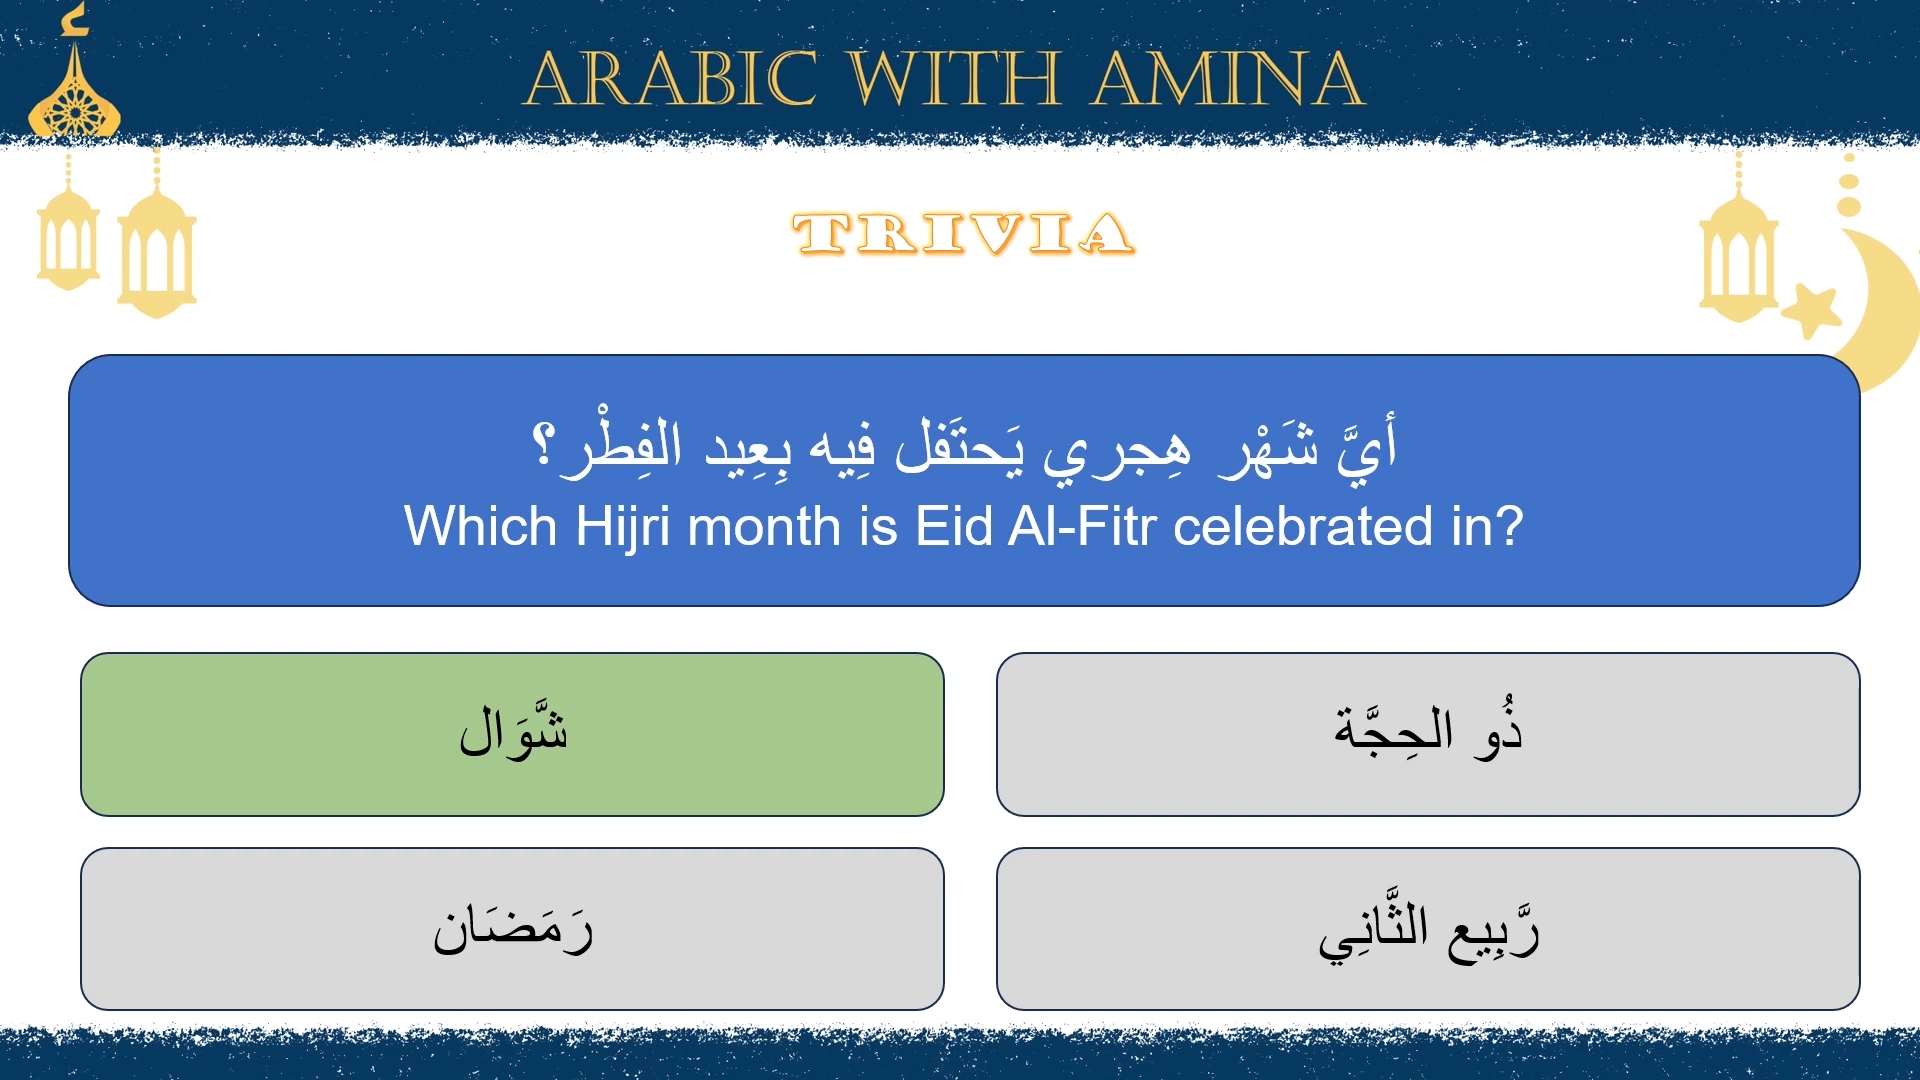 ARABIC WITH AMINA
TRIVIA
أيَّ شَهْر هِجري يَحتَفل فِيه بِعِيد الفِطْر؟
Which Hijri month is Eid Al-Fitr celebrated in?
شَّوَال
ذُو الحِجَّة
رَمَضَان
رَّبِيع الثَّانِي